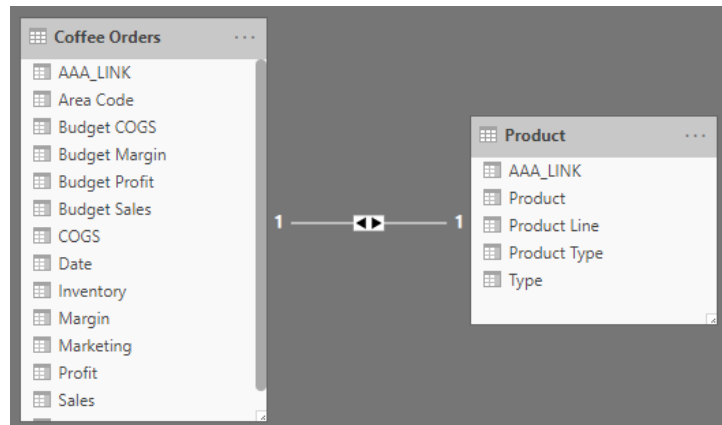 Coffee Orders
AAA_LINK
Area Code
Budget COGS
Budget Margin
Budget Profit
Budget Sales
COGS
Date
Inventory
Margin
Marketing
Profit
Sales
1
1
Product
AAA_LINK
Product
Product Line
Product Type
Type